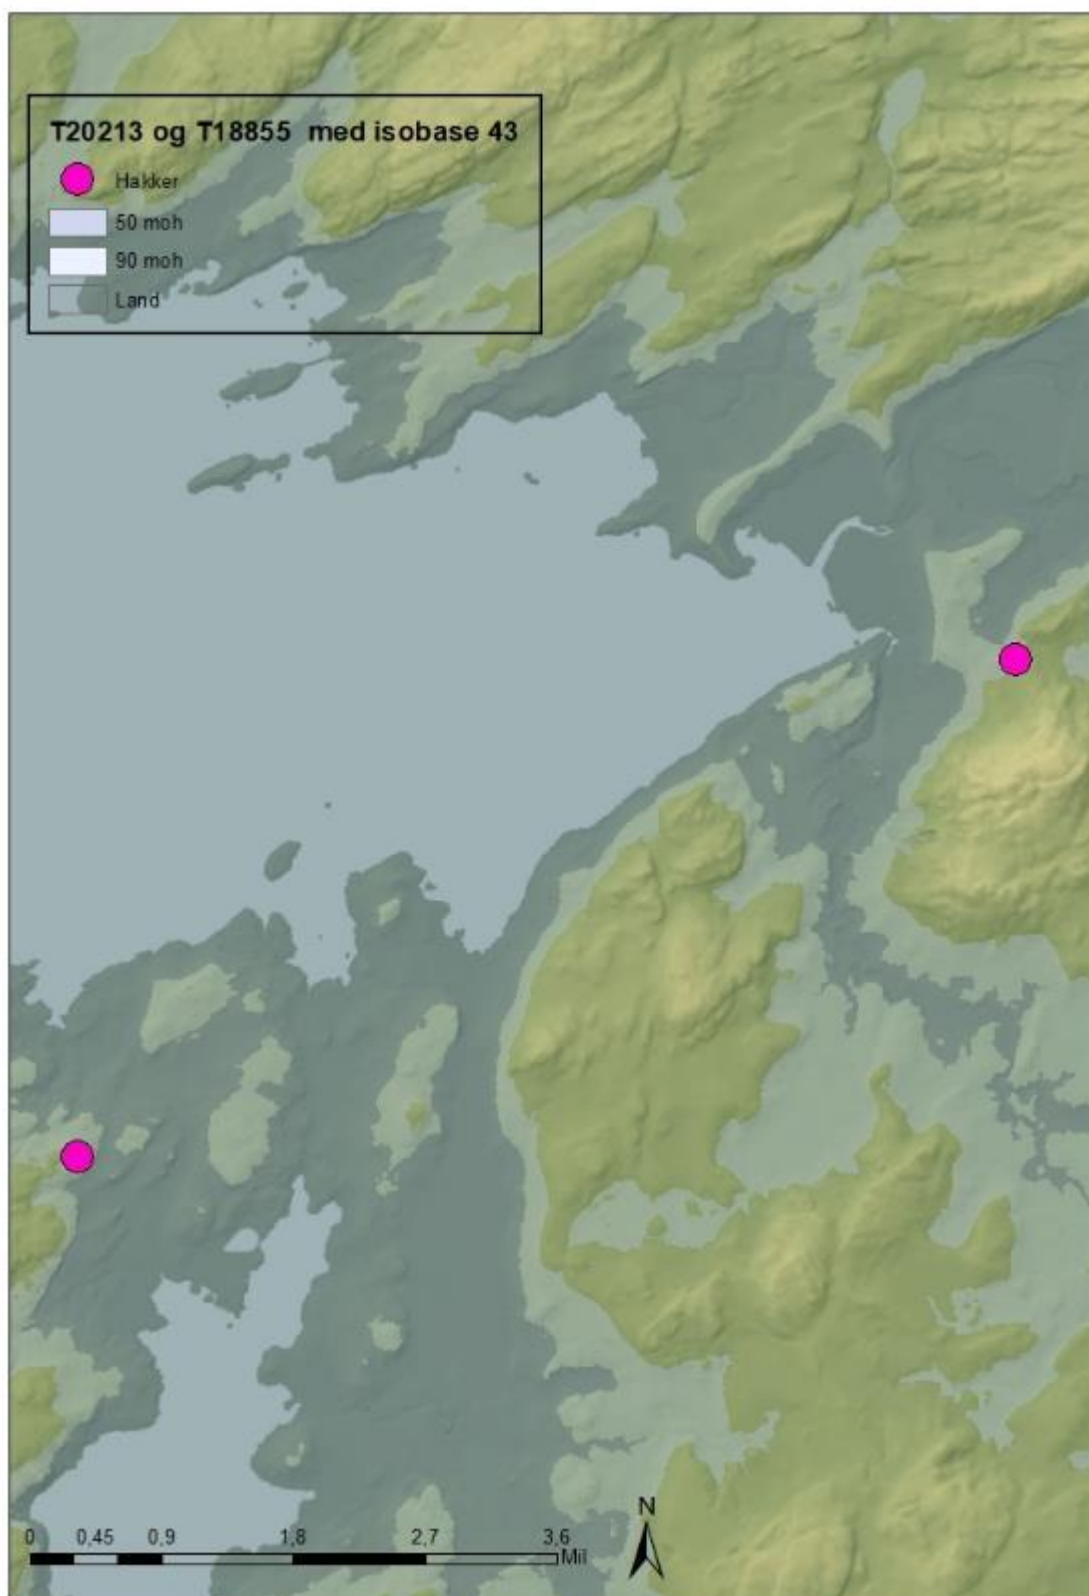 T20213 og T18855 med isobase 43
Hakker
50 moh
90 moh
Land
N
0 0,45 0,9 1,8 2,7 3,6
Mil